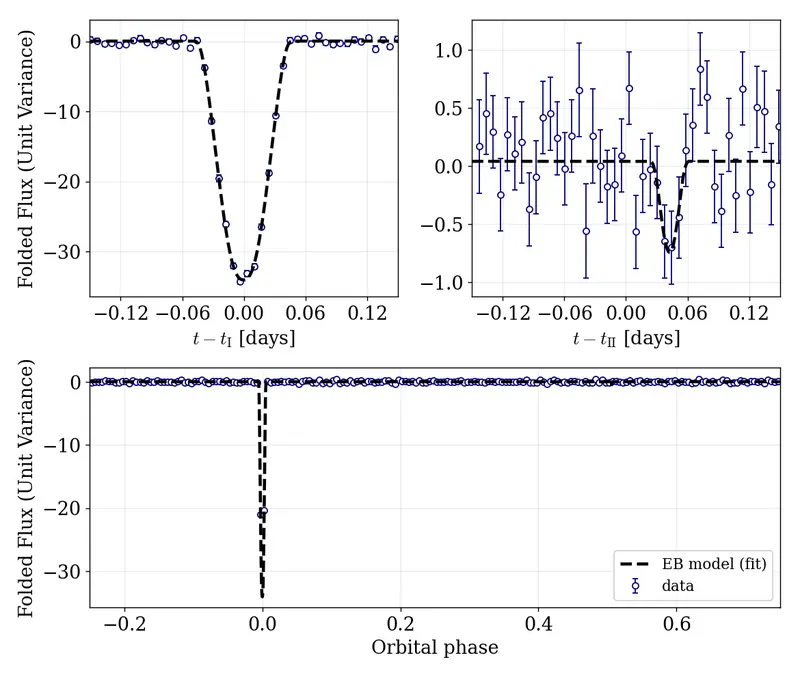 Folded Flux (Unit Variance)
0
−10
−20
−30
−0.12 −0.06 0.00 0.06 0.12
t − t_I [days]
1.0
0.5
0.0
−0.5
−1.0
−0.12 −0.06 0.00 0.06 0.12
t − t_II [days]
Folded Flux (Unit Variance)
0
−10
−20
−30
−0.2 0.0 0.2 0.4 0.6
Orbital phase
EB model (fit)
data